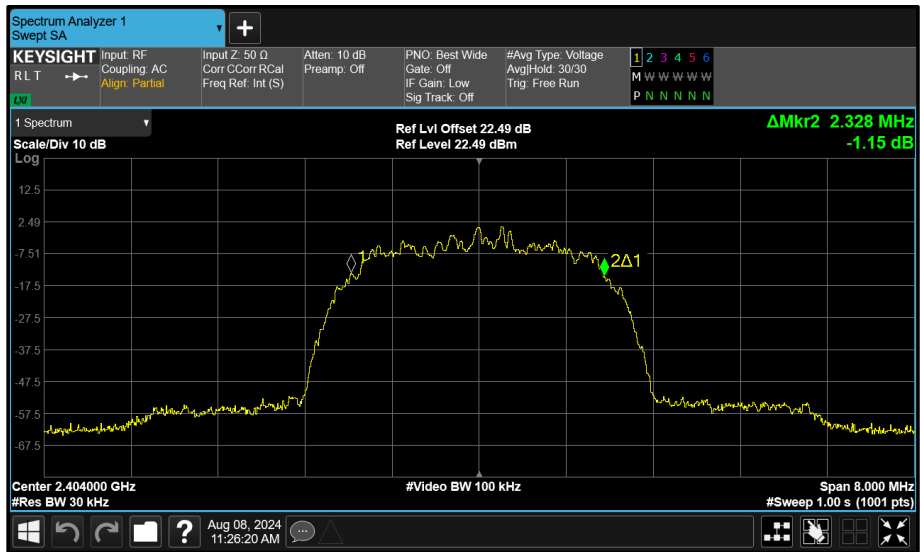 Spectrum Analyzer 1
Swept SA
KEYSIGHT
R L T
LXI
Input: RF
Coupling: AC
Align: Partial
Input Z: 50 Ω
Corr CCorr RCal
Freq Ref: Int (S)
Atten: 10 dB
Preamp: Off
PNO: Best Wide
Gate: Off
IF Gain: Low
Sig Track: Off
#Avg Type: Voltage
Avg|Hold: 30/30
Trig: Free Run
1 2 3 4 5 6
M W W W W W
P N N N N N
1 Spectrum
Scale/Div 10 dB
Ref Lvl Offset 22.49 dB
Ref Level 22.49 dBm
ΔMkr2 2.328 MHz
-1.15 dB
Log
12.5
2.49
-7.51
-17.5
-27.5
-37.5
-47.5
-57.5
-67.5
1
2Δ1
Center 2.404000 GHz
#Video BW 100 kHz
Span 8.000 MHz
#Res BW 30 kHz
#Sweep 1.00 s (1001 pts)
?
Aug 08, 2024
11:26:20 AM